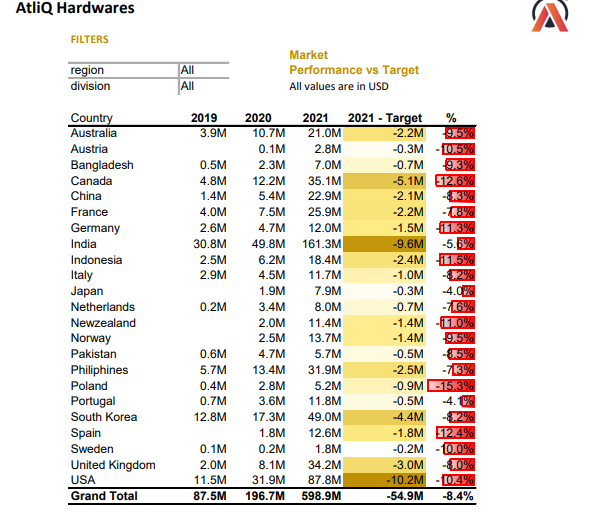 AtliQ Hardwares
FILTERS
Market
region All Performance vs Target
division All All values are in USD
Country 2019 2020 2021 2021 - Target %
Australia 3.9M 10.7M 21.0M -2.2M -9.5%
Austria 0.1M 2.8M -0.3M -10.5%
Bangladesh 0.5M 2.3M 7.0M -0.7M -9.3%
Canada 4.8M 12.2M 35.1M -5.1M -12.6%
China 1.4M 5.4M 22.9M -2.1M -8.3%
France 4.0M 7.5M 25.9M -2.2M -7.8%
Germany 2.6M 4.7M 12.0M -1.5M -11.3%
India 30.8M 49.8M 161.3M -9.6M -5.6%
Indonesia 2.5M 6.2M 18.4M -2.4M -11.5%
Italy 2.9M 4.5M 11.7M -1.0M -8.2%
Japan 1.9M 7.9M -0.3M -4.0%
Netherlands 0.2M 3.4M 8.0M -0.7M -7.6%
Newzealand 2.0M 11.4M -1.4M -11.0%
Norway 2.5M 13.7M -1.4M -9.5%
Pakistan 0.6M 4.7M 5.7M -0.5M -8.5%
Philiphines 5.7M 13.4M 31.9M -2.5M -7.3%
Poland 0.4M 2.8M 5.2M -0.9M -15.3%
Portugal 0.7M 3.6M 11.8M -0.5M -4.1%
South Korea 12.8M 17.3M 49.0M -4.4M -8.2%
Spain 1.8M 12.6M -1.8M -12.4%
Sweden 0.1M 0.2M 1.8M -0.2M -10.0%
United Kingdom 2.0M 8.1M 34.2M -3.0M -8.0%
USA 11.5M 31.9M 87.8M -10.2M -10.4%
Grand Total 87.5M 196.7M 598.9M -54.9M -8.4%